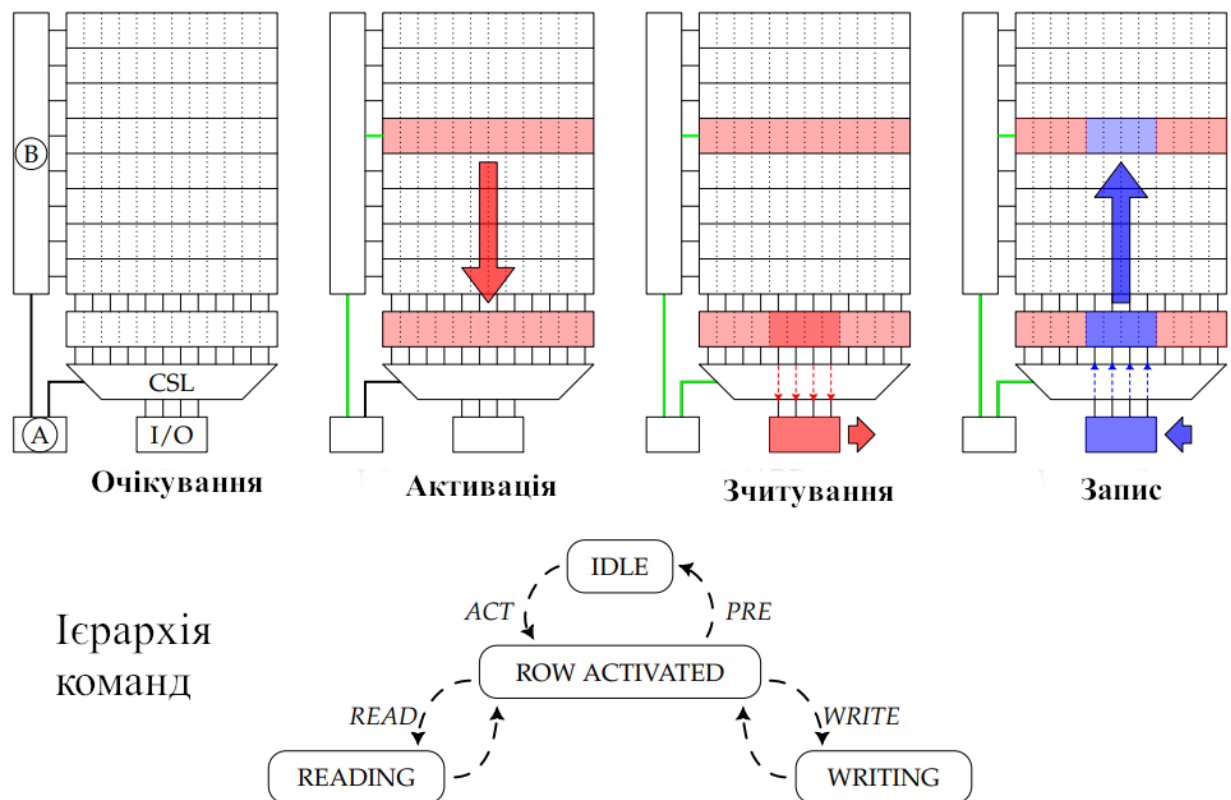 B
CSL
A
I/O
Очікування
Активація
Зчитування
Запис
IDLE
ACT
PRE
Ієрархія
команд
ROW ACTIVATED
READ
WRITE
READING
WRITING